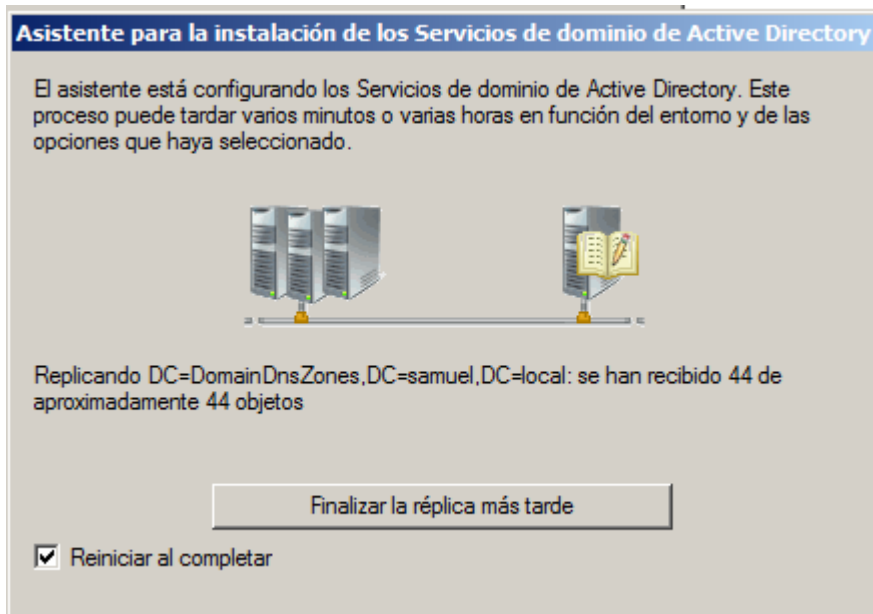 Asistente para la instalación de los Servicios de dominio de Active Directory
El asistente está configurando los Servicios de dominio de Active Directory. Este
proceso puede tardar varios minutos o varias horas en función del entorno y de las
opciones que haya seleccionado.
Replicando DC=DomainDnsZones,DC=samuel,DC=local: se han recibido 44 de
aproximadamente 44 objetos
Finalizar la réplica más tarde
Reiniciar al completar